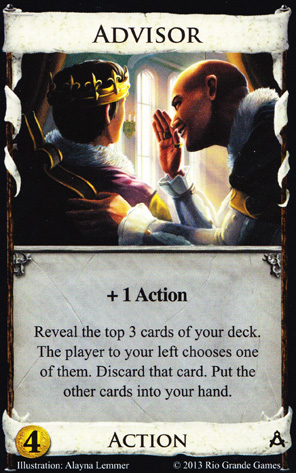 ADVISOR
+ 1 Action
Reveal the top 3 cards of your deck.
The player to your left chooses one
of them. Discard that card. Put the
other cards into your hand.
4
ACTION
Illustration: Alayna Lemmer © 2013 Rio Grande Games